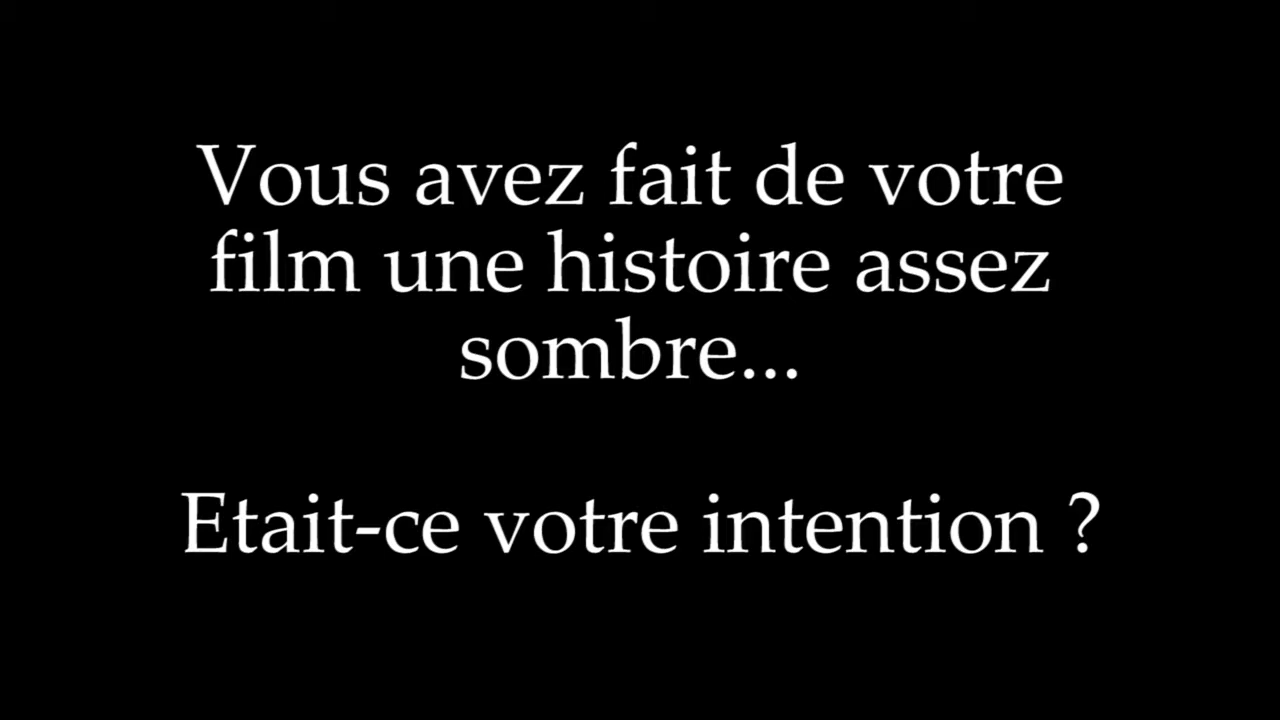 Vous avez fait de votre
film une histoire assez
sombre...
Etait-ce votre intention ?